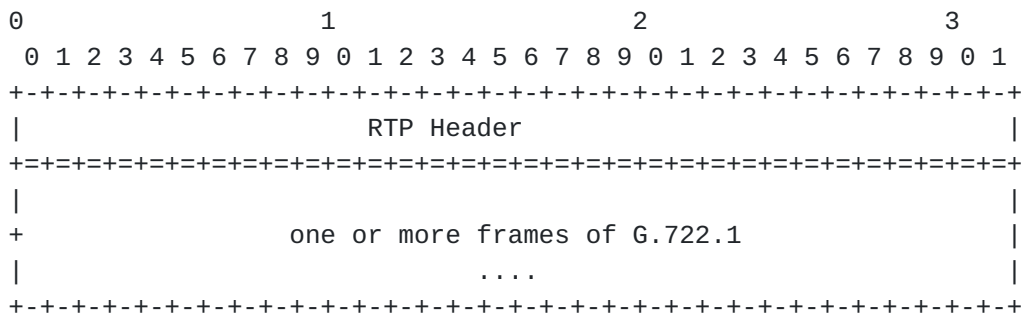 0                   1                   2                   3
 0 1 2 3 4 5 6 7 8 9 0 1 2 3 4 5 6 7 8 9 0 1 2 3 4 5 6 7 8 9 0 1
+-+-+-+-+-+-+-+-+-+-+-+-+-+-+-+-+-+-+-+-+-+-+-+-+-+-+-+-+-+-+-+-+
|                      RTP Header                               |
+=+=+=+=+=+=+=+=+=+=+=+=+=+=+=+=+=+=+=+=+=+=+=+=+=+=+=+=+=+=+=+=+
|                                                               |
+                 one or more frames of G.722.1                 |
|                             ....                              |
+-+-+-+-+-+-+-+-+-+-+-+-+-+-+-+-+-+-+-+-+-+-+-+-+-+-+-+-+-+-+-+-+